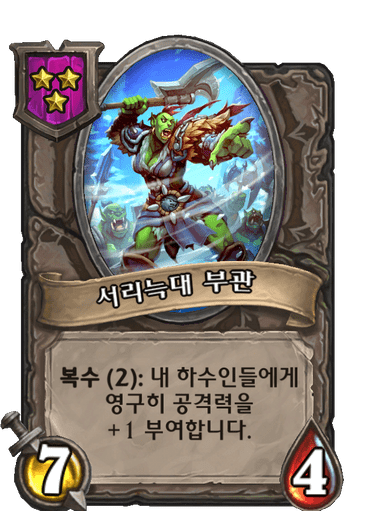 서리늑대 부관
복수 (2): 내 하수인들에게
영구히 공격력을
+1 부여합니다.
7
4